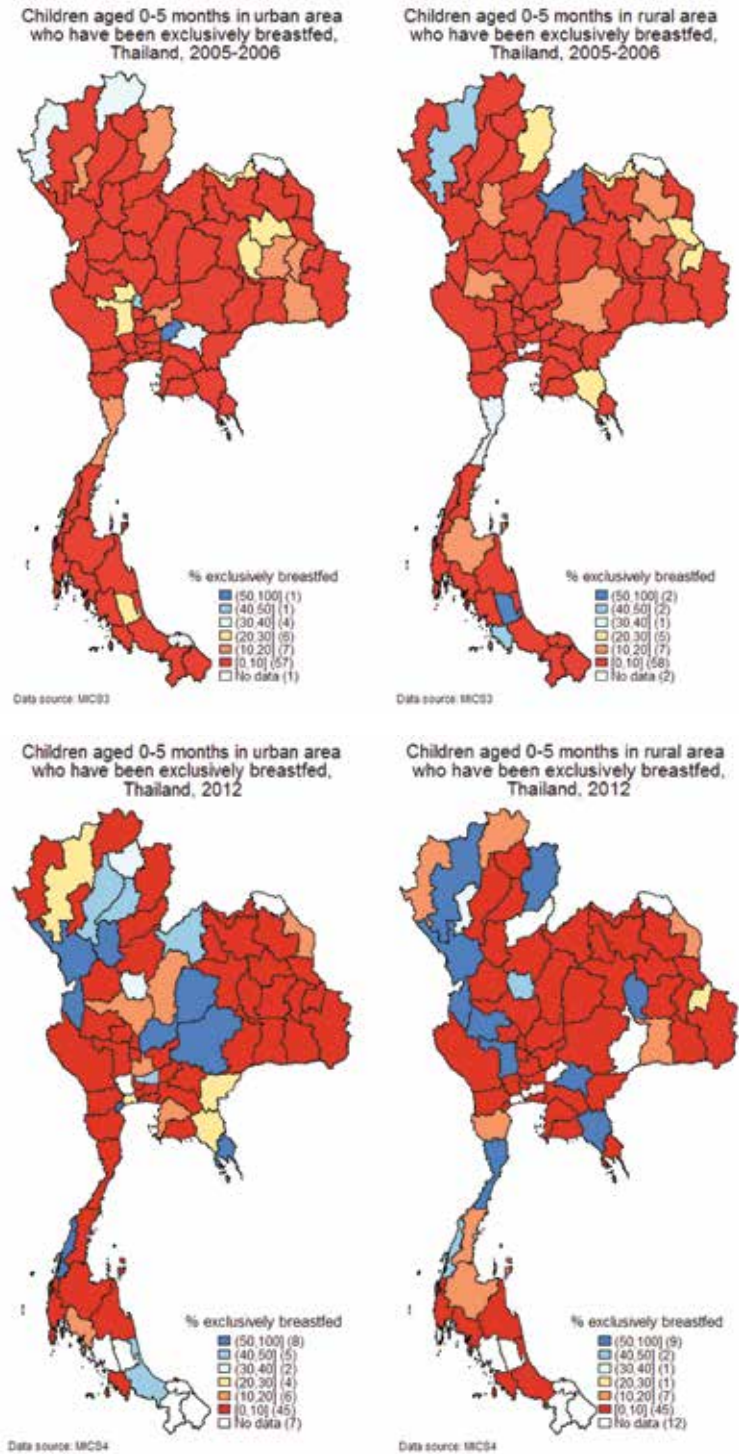 Children aged 0-5 months in urban area
who have been exclusively breastfed,
Thailand, 2005-2006
% exclusively breastfed
(50,100] (1)
(40,50] (1)
(30,40] (4)
(20,30] (6)
(10,20] (7)
[0,10] (57)
No data (1)
Data source: MICS3
Children aged 0-5 months in rural area
who have been exclusively breastfed,
Thailand, 2005-2006
% exclusively breastfed
(50,100] (2)
(40,50] (2)
(30,40] (1)
(20,30] (5)
(10,20] (7)
[0,10] (58)
No data (2)
Data source: MICS3
Children aged 0-5 months in urban area
who have been exclusively breastfed,
Thailand, 2012
% exclusively breastfed
(50,100] (8)
(40,50] (5)
(30,40] (2)
(20,30] (4)
(10,20] (6)
[0,10] (45)
No data (7)
Data source: MICS4
Children aged 0-5 months in rural area
who have been exclusively breastfed,
Thailand, 2012
% exclusively breastfed
(50,100] (9)
(40,50] (2)
(30,40] (1)
(20,30] (1)
(10,20] (7)
[0,10] (45)
No data (12)
Data source: MICS4